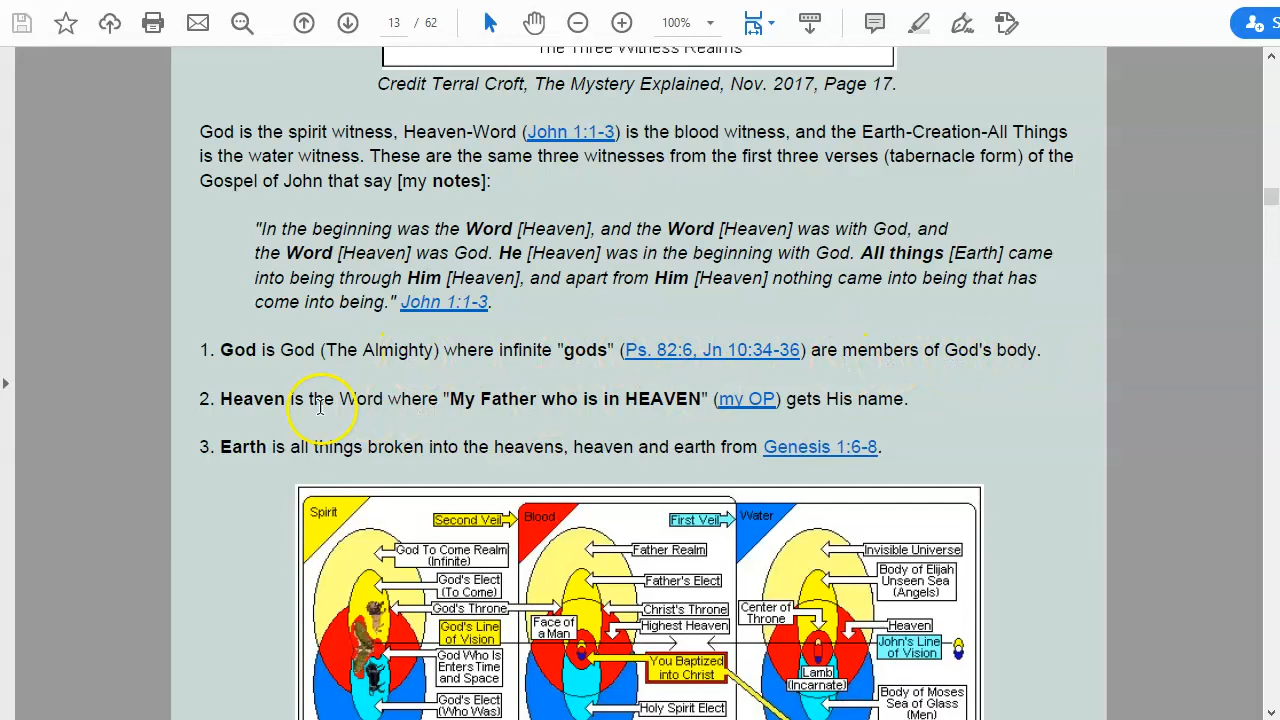 13 / 62
100%
The Three Witness Realms
Credit Terral Croft, The Mystery Explained, Nov. 2017, Page 17.
God is the spirit witness, Heaven-Word (John 1:1-3) is the blood witness, and the Earth-Creation-All Things
is the water witness. These are the same three witnesses from the first three verses (tabernacle form) of the
Gospel of John that say [my notes]:
"In the beginning was the Word [Heaven], and the Word [Heaven] was with God, and
the Word [Heaven] was God. He [Heaven] was in the beginning with God. All things [Earth] came
into being through Him [Heaven], and apart from Him [Heaven] nothing came into being that has
come into being." John 1:1-3.
1. God is God (The Almighty) where infinite "gods" (Ps. 82:6, Jn 10:34-36) are members of God's body.
2. Heaven is the Word where "My Father who is in HEAVEN" (my OP) gets His name.
3. Earth is all things broken into the heavens, heaven and earth from Genesis 1:6-8.
Spirit
Second Veil
God To Come Realm
(Infinite)
God's Elect
(To Come)
God's Throne
God's Line
of Vision
God Who Is
Enters Time
and Space
God's Elect
(Who Was)
Blood
First Veil
Father Realm
Father's Elect
Christ's Throne
Face of
a Man
Highest Heaven
You Baptized
into Christ
Holy Spirit Elect
Water
Invisible Universe
Body of Elijah
Unseen Sea
(Angels)
Center of
Throne
Heaven
John's Line
of Vision
Lamb
(Incarnate)
Body of Moses
Sea of Glass
(Men)